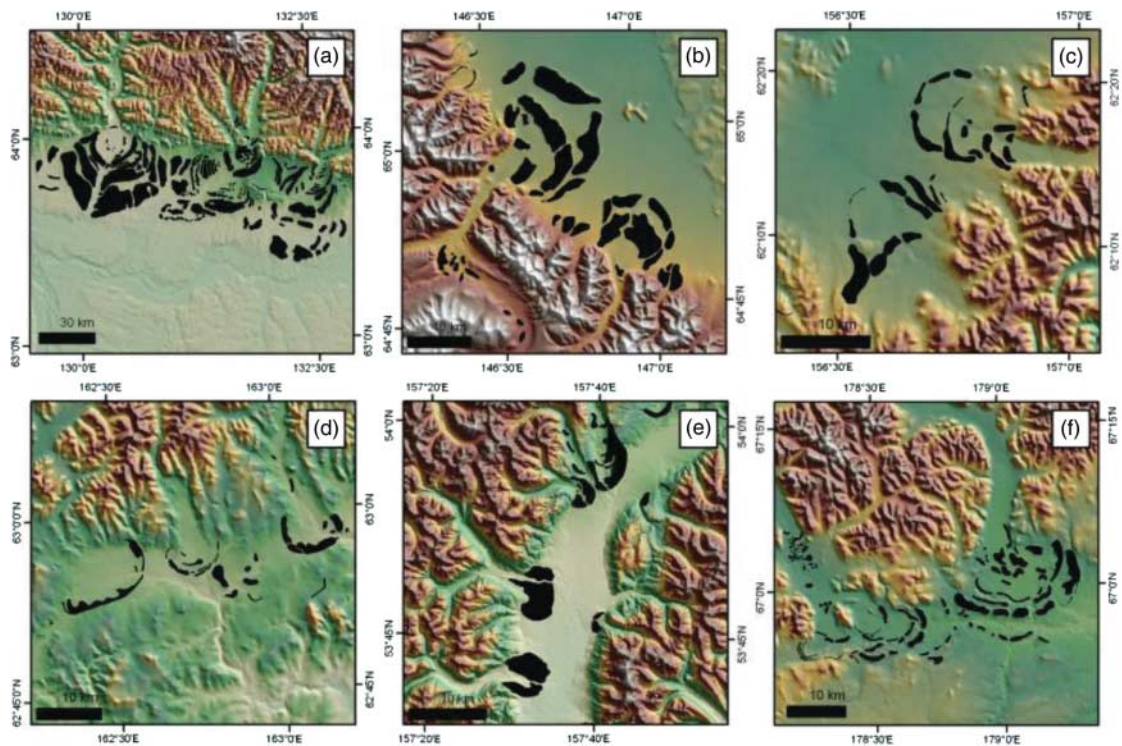 130°0'E 132°30'E
(a)
64°0'N 64°0'N
30 km
63°0'N 63°0'N
130°0'E 132°30'E
146°30'E 147°0'E
(b)
65°0'N 65°0'N
64°45'N 64°45'N
10 km
146°30'E 147°0'E
156°30'E 157°0'E
(c)
62°20'N 62°20'N
62°10'N 62°10'N
10 km
156°30'E 157°0'E
162°30'E 163°0'E
(d)
63°0'N 63°0'N
10 km
62°45'N 62°45'N
162°30'E 163°0'E
157°20'E 157°40'E
(e)
54°0'N 54°0'N
53°45'N 53°45'N
10 km
157°20'E 157°40'E
178°30'E 179°0'E
(f)
67°15'N 67°15'N
67°0'N 67°0'N
10 km
178°30'E 179°0'E